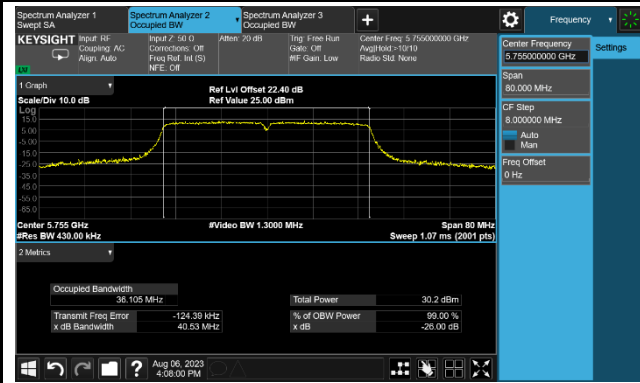 Spectrum Analyzer 1
Swept SA
Spectrum Analyzer 2
Occupied BW
Spectrum Analyzer 3
Occupied BW
Frequency
KEYSIGHT
Input: RF
Coupling: AC
Align: Auto
Input Z: 50 Ω
Corrections: Off
Freq Ref: Int (S)
NFE: Off
Atten: 20 dB
Trig: Free Run
Gate: Off
#IF Gain: Low
Center Freq: 5.755000000 GHz
Avg|Hold:>10/10
Radio Std: None
LXI
Center Frequency
5.755000000 GHz
Settings
Span
80.000 MHz
CF Step
8.000000 MHz
Auto
Man
Freq Offset
0 Hz
1 Graph
Scale/Div 10.0 dB
Ref Lvl Offset 22.40 dB
Ref Value 25.00 dBm
Log
15.0
5.00
-5.00
-15.0
-25.0
-35.0
-45.0
-55.0
-65.0
Center 5.755 GHz
#Video BW 1.3000 MHz
Span 80 MHz
#Res BW 430.00 kHz
Sweep 1.07 ms (2001 pts)
2 Metrics
Occupied Bandwidth
36.105 MHz
Total Power 30.2 dBm
Transmit Freq Error -124.39 kHz
% of OBW Power 99.00 %
x dB Bandwidth 40.53 MHz
x dB -26.00 dB
Aug 06, 2023
4:08:00 PM